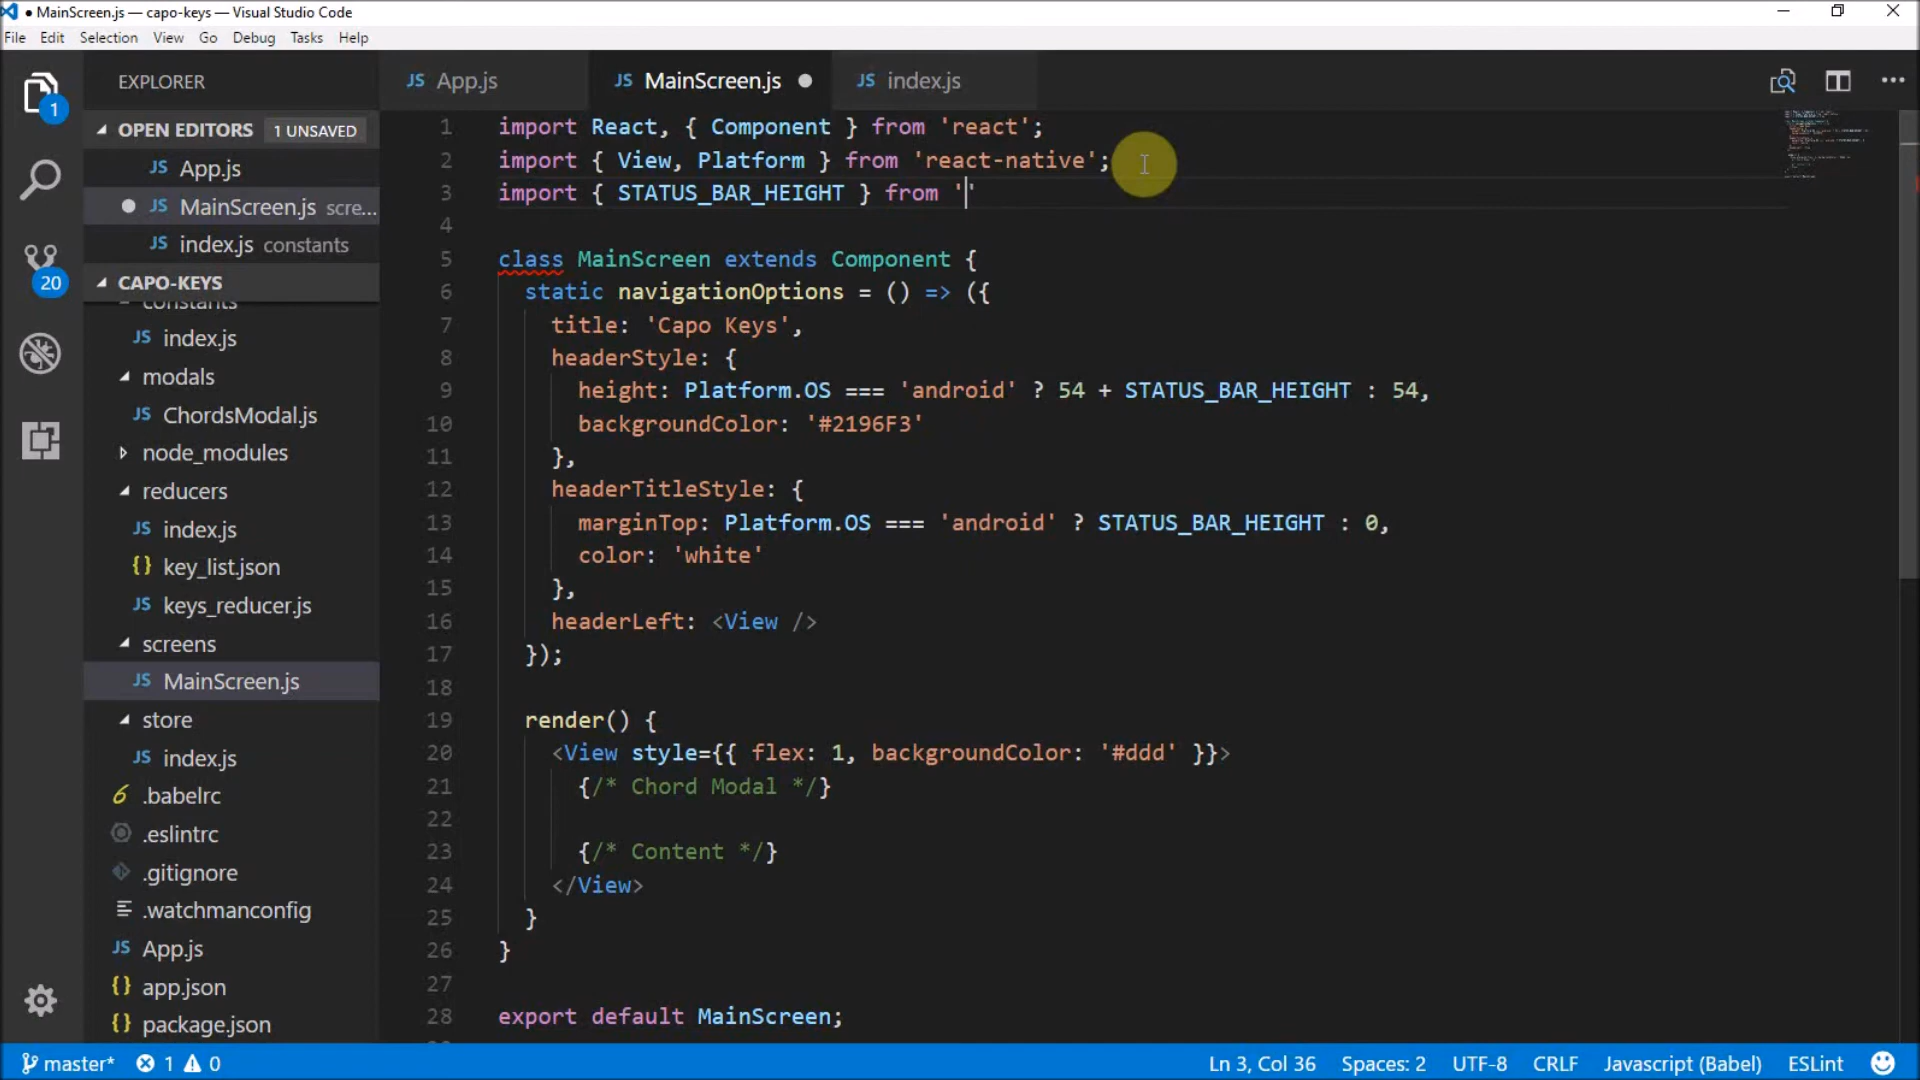 ● MainScreen.js — capo-keys — Visual Studio Code
File Edit Selection View Go Debug Tasks Help
EXPLORER
JS App.js
JS MainScreen.js ●
JS index.js
1
OPEN EDITORS 1 UNSAVED
JS App.js
● JS MainScreen.js scre...
JS index.js constants
20
CAPO-KEYS
constants
JS index.js
modals
JS ChordsModal.js
node_modules
reducers
JS index.js
{} key_list.json
JS keys_reducer.js
screens
JS MainScreen.js
store
JS index.js
6 .babelrc
.eslintrc
.gitignore
.watchmanconfig
JS App.js
{} app.json
{} package.json
1 import React, { Component } from 'react';
2 import { View, Platform } from 'react-native';
3 import { STATUS_BAR_HEIGHT } from ''
4
5 class MainScreen extends Component {
6 static navigationOptions = () => ({
7 title: 'Capo Keys',
8 headerStyle: {
9 height: Platform.OS === 'android' ? 54 + STATUS_BAR_HEIGHT : 54,
10 backgroundColor: '#2196F3'
11 },
12 headerTitleStyle: {
13 marginTop: Platform.OS === 'android' ? STATUS_BAR_HEIGHT : 0,
14 color: 'white'
15 },
16 headerLeft: <View />
17 });
18
19 render() {
20 <View style={{ flex: 1, backgroundColor: '#ddd' }}>
21 {/* Chord Modal */}
22
23 {/* Content */}
24 </View>
25 }
26 }
27
28 export default MainScreen;
master* 1 0 Ln 3, Col 36 Spaces: 2 UTF-8 CRLF Javascript (Babel) ESLint